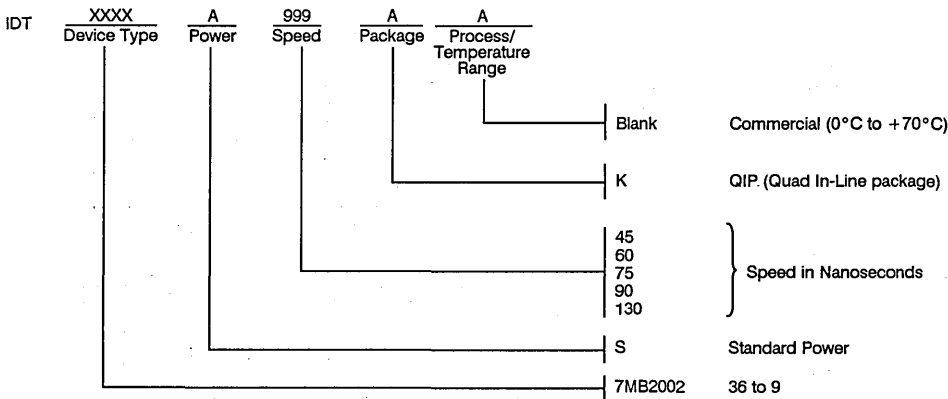 IDT XXXX A 999 A A
Device Type Power Speed Package Process/
Temperature
Range
Blank Commercial (0°C to +70°C)
K QIP. (Quad In-Line package)
45
60
75
90
130
Speed in Nanoseconds
S Standard Power
7MB2002 36 to 9